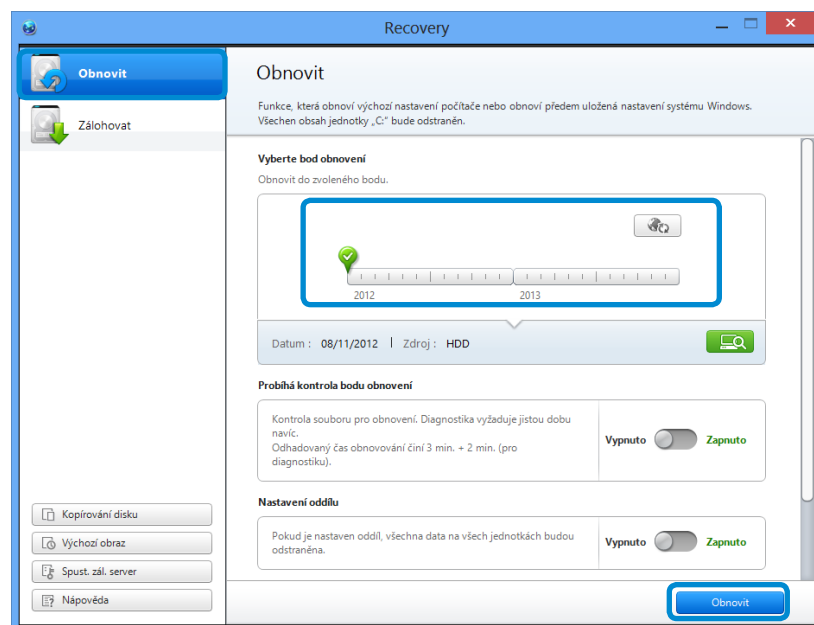 Recovery
Obnovit
Zálohovat
Kopírování disku
Výchozí obraz
Spust. zál. server
Nápověda
Obnovit
Funkce, která obnoví výchozí nastavení počítače nebo obnoví předem uložená nastavení systému Windows.
Všechen obsah jednotky „C:“ bude odstraněn.
Vyberte bod obnovení
Obnovit do zvoleného bodu.
2012 2013
Datum : 08/11/2012 | Zdroj : HDD
Probíhá kontrola bodu obnovení
Kontrola souboru pro obnovení. Diagnostika vyžaduje jistou dobu
navíc.
Odhadovaný čas obnovování činí 3 min. + 2 min. (pro
diagnostiku).
Vypnuto Zapnuto
Nastavení oddílu
Pokud je nastaven oddíl, všechna data na všech jednotkách budou
odstraněna.
Vypnuto Zapnuto
Obnovit